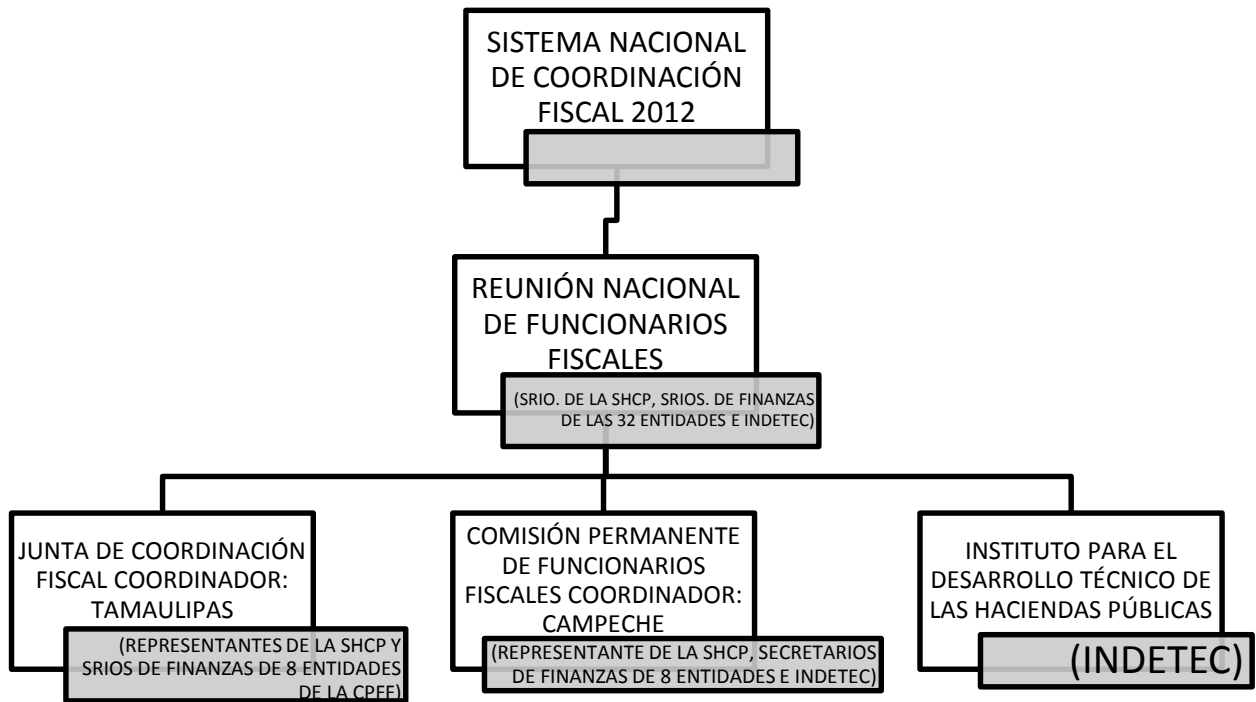 SISTEMA NACIONAL
DE COORDINACIÓN
FISCAL 2012
REUNIÓN NACIONAL
DE FUNCIONARIOS
FISCALES
(SRIO. DE LA SHCP, SRIOS. DE FINANZAS
DE LAS 32 ENTIDADES E INDETEC)
JUNTA DE COORDINACIÓN
FISCAL COORDINADOR:
TAMAULIPAS
(REPRESENTANTES DE LA SHCP Y
SRIOS DE FINANZAS DE 8 ENTIDADES
DE LA CPFF)
COMISIÓN PERMANENTE
DE FUNCIONARIOS
FISCALES COORDINADOR:
CAMPECHE
(REPRESENTANTE DE LA SHCP, SECRETARIOS
DE FINANZAS DE 8 ENTIDADES E INDETEC)
INSTITUTO PARA EL
DESARROLLO TÉCNICO DE
LAS HACIENDAS PÚBLICAS
(INDETEC)